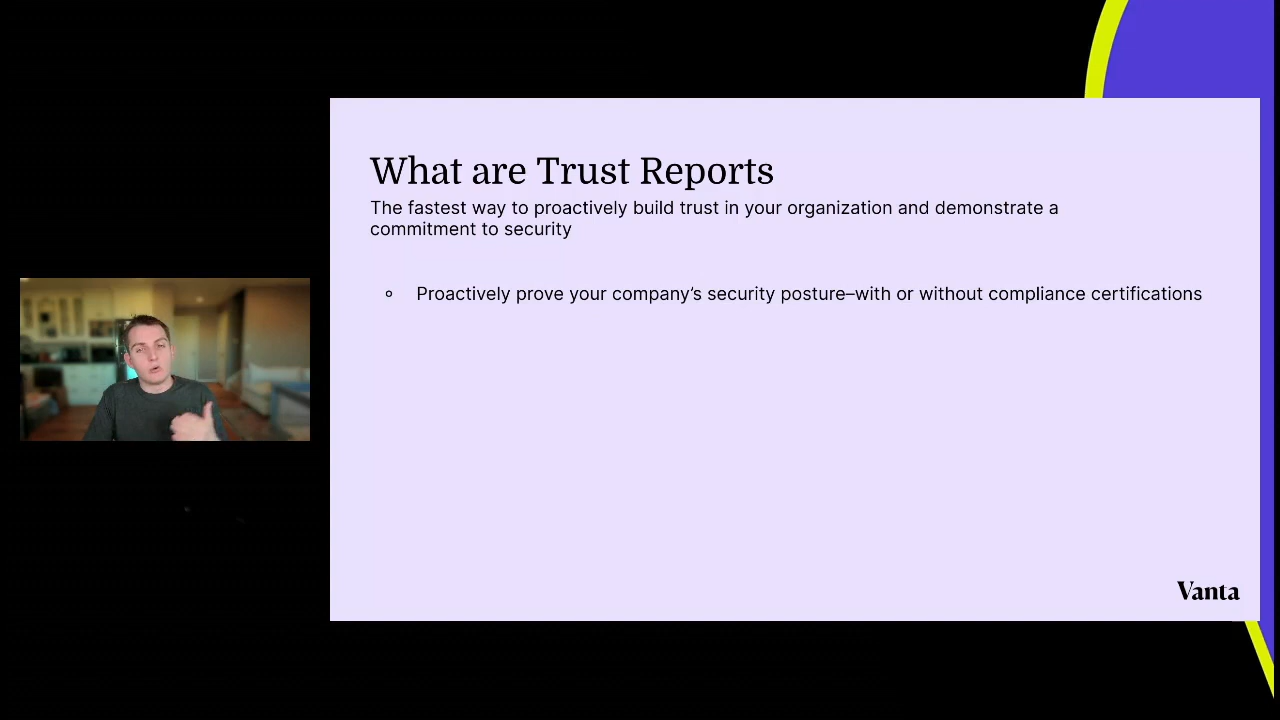 What are Trust Reports
The fastest way to proactively build trust in your organization and demonstrate a
commitment to security
Proactively prove your company’s security posture–with or without compliance certifications
Vanta